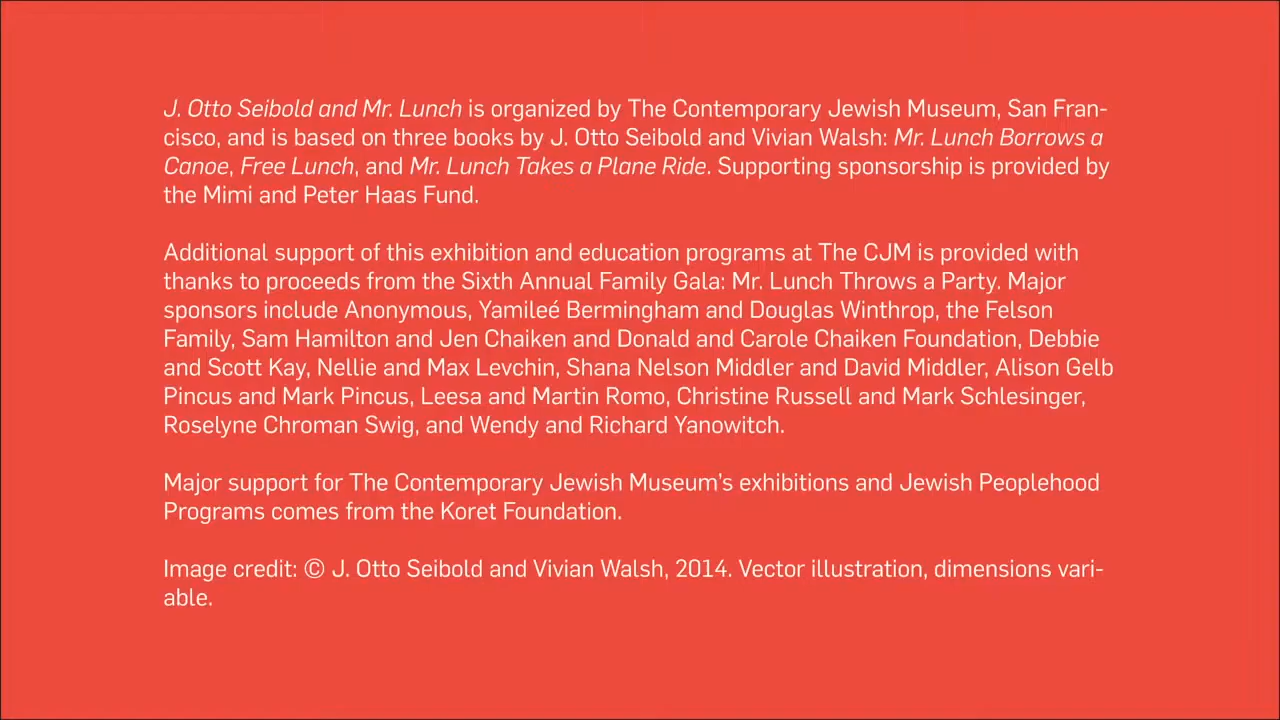 J. Otto Seibold and Mr. Lunch is organized by The Contemporary Jewish Museum, San Fran-
cisco, and is based on three books by J. Otto Seibold and Vivian Walsh: Mr. Lunch Borrows a
Canoe, Free Lunch, and Mr. Lunch Takes a Plane Ride. Supporting sponsorship is provided by
the Mimi and Peter Haas Fund.
Additional support of this exhibition and education programs at The CJM is provided with
thanks to proceeds from the Sixth Annual Family Gala: Mr. Lunch Throws a Party. Major
sponsors include Anonymous, Yamileé Bermingham and Douglas Winthrop, the Felson
Family, Sam Hamilton and Jen Chaiken and Donald and Carole Chaiken Foundation, Debbie
and Scott Kay, Nellie and Max Levchin, Shana Nelson Middler and David Middler, Alison Gelb
Pincus and Mark Pincus, Leesa and Martin Romo, Christine Russell and Mark Schlesinger,
Roselyne Chroman Swig, and Wendy and Richard Yanowitch.
Major support for The Contemporary Jewish Museum’s exhibitions and Jewish Peoplehood
Programs comes from the Koret Foundation.
Image credit: © J. Otto Seibold and Vivian Walsh, 2014. Vector illustration, dimensions vari-
able.